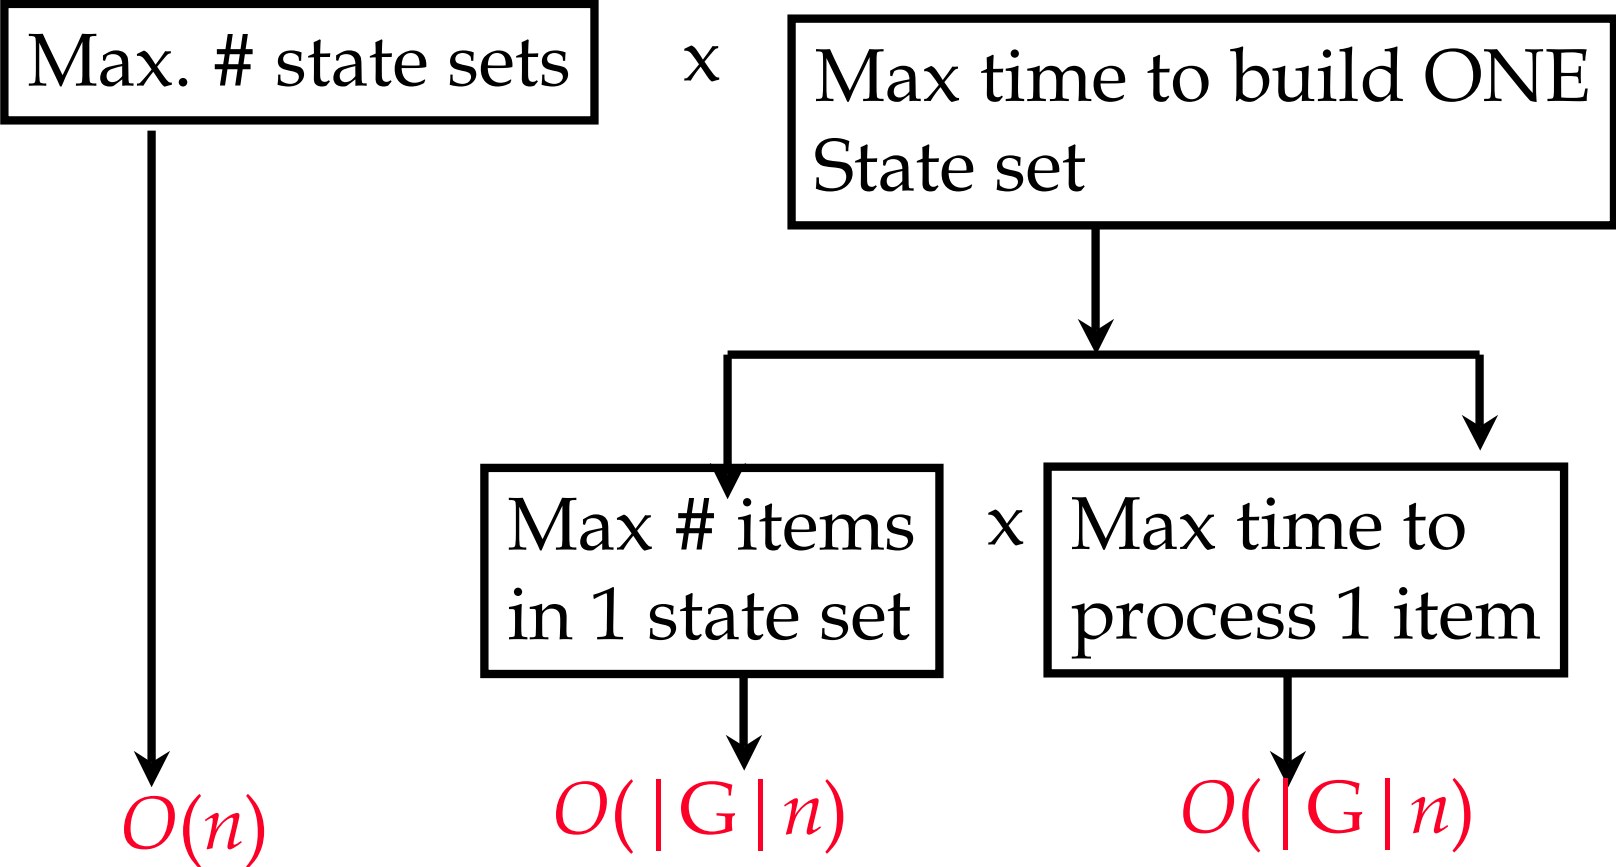 Max. # state sets
x
Max time to build ONE
State set
Max # items
in 1 state set
x
Max time to
process 1 item
O(n)
O(|G|n)
O(|G|n)